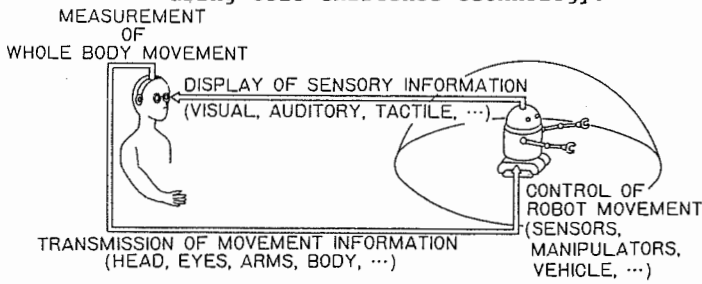 MEASUREMENT
OF
WHOLE BODY MOVEMENT
DISPLAY OF SENSORY INFORMATION
(VISUAL, AUDITORY, TACTILE, ⋯)
CONTROL OF
ROBOT MOVEMENT
(SENSORS,
MANIPULATORS,
VEHICLE, ⋯)
TRANSMISSION OF MOVEMENT INFORMATION
(HEAD, EYES, ARMS, BODY, ⋯)